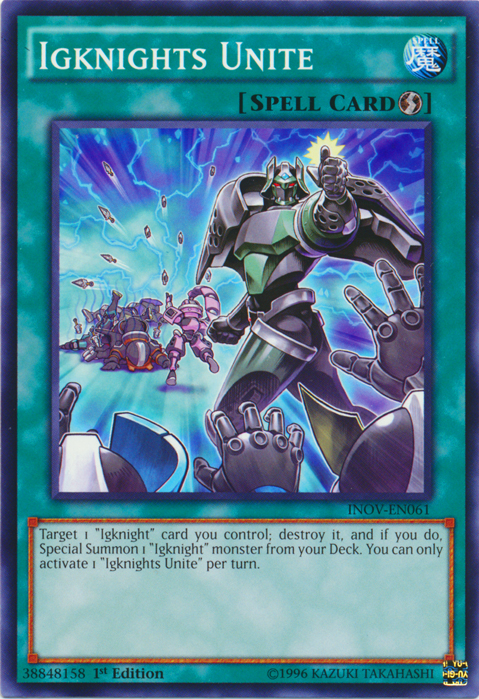 IGKNIGHTS UNITE
SPELL
魔
[SPELL CARD]
INOV-EN061
Target 1 "Igknight" card you control; destroy it, and if you do,
Special Summon 1 "Igknight" monster from your Deck. You can only
activate 1 "Igknights Unite" per turn.
38848158 1st Edition ©1996 KAZUKI TAKAHASHI